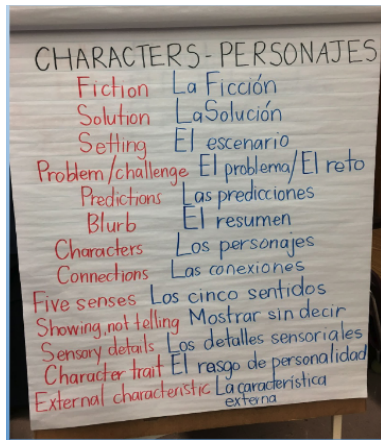 CHARACTERS - PERSONAJES
Fiction La Ficción
Solution La Solución
Setting El escenario
Problem/challenge El problema/El reto
Predictions Las predicciones
Blurb El resumen
Characters Los personajes
Connections Las conexiones
Five senses Los cinco sentidos
Showing, not telling Mostrar sin decir
Sensory details Los detalles sensoriales
Character trait El rasgo de personalidad
External characteristic La característica
externa